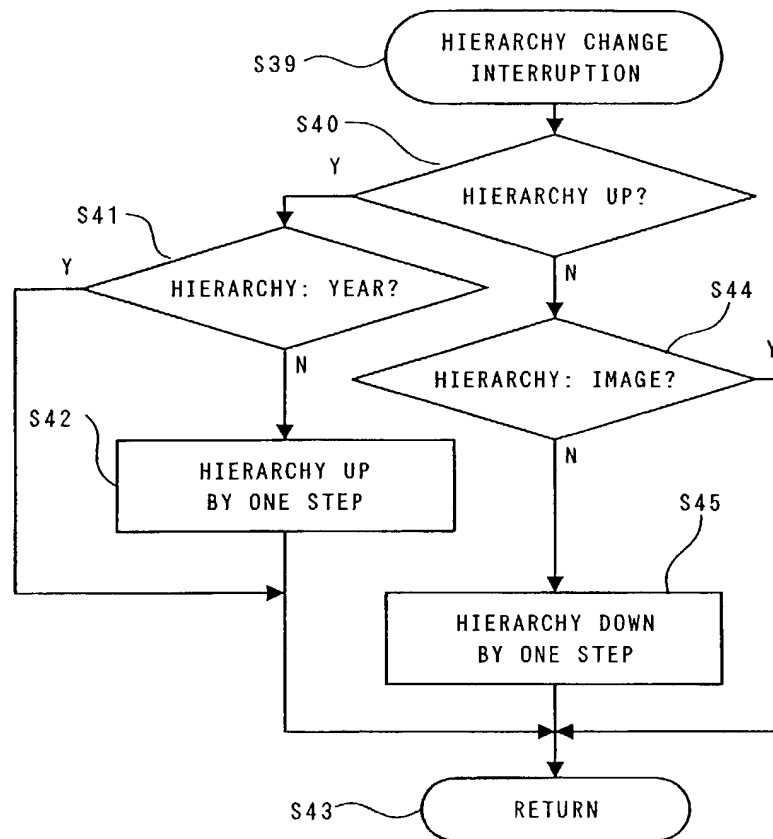 S39
HIERARCHY CHANGE
INTERRUPTION
S40
Y
HIERARCHY UP?
S41
N
Y
HIERARCHY: YEAR?
S44
N
HIERARCHY: IMAGE?
Y
S42
HIERARCHY UP
BY ONE STEP
N
S45
HIERARCHY DOWN
BY ONE STEP
S43
RETURN